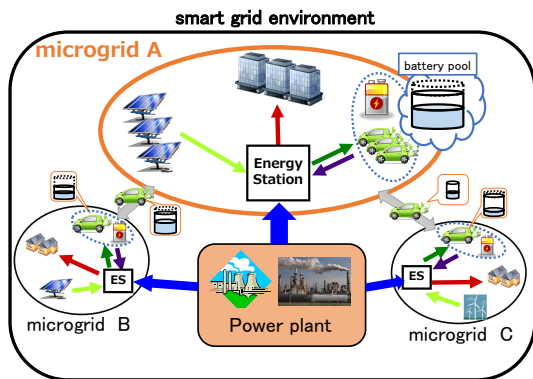 smart grid environment
microgrid A
battery pool
Energy
Station
ES
ES
microgrid B
Power plant
microgrid C